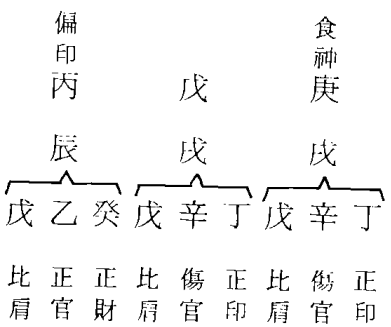 偏印 食神
丙 戊 庚
辰 戌 戌
戊 乙 癸 戊 辛 丁 戊 辛 丁
比肩 正官 正財 比肩 傷官 正印 比肩 傷官 正印